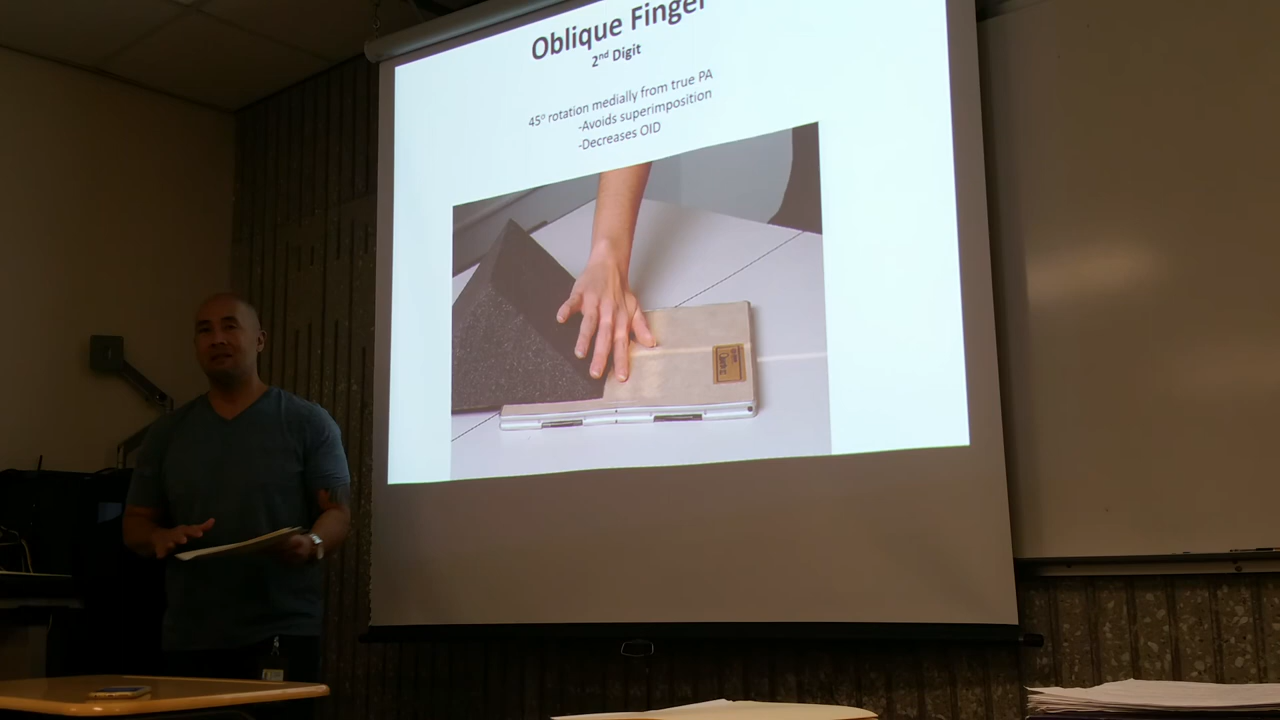 Oblique Finger
2nd Digit
45° rotation medially from true PA
-Avoids superimposition
-Decreases OID